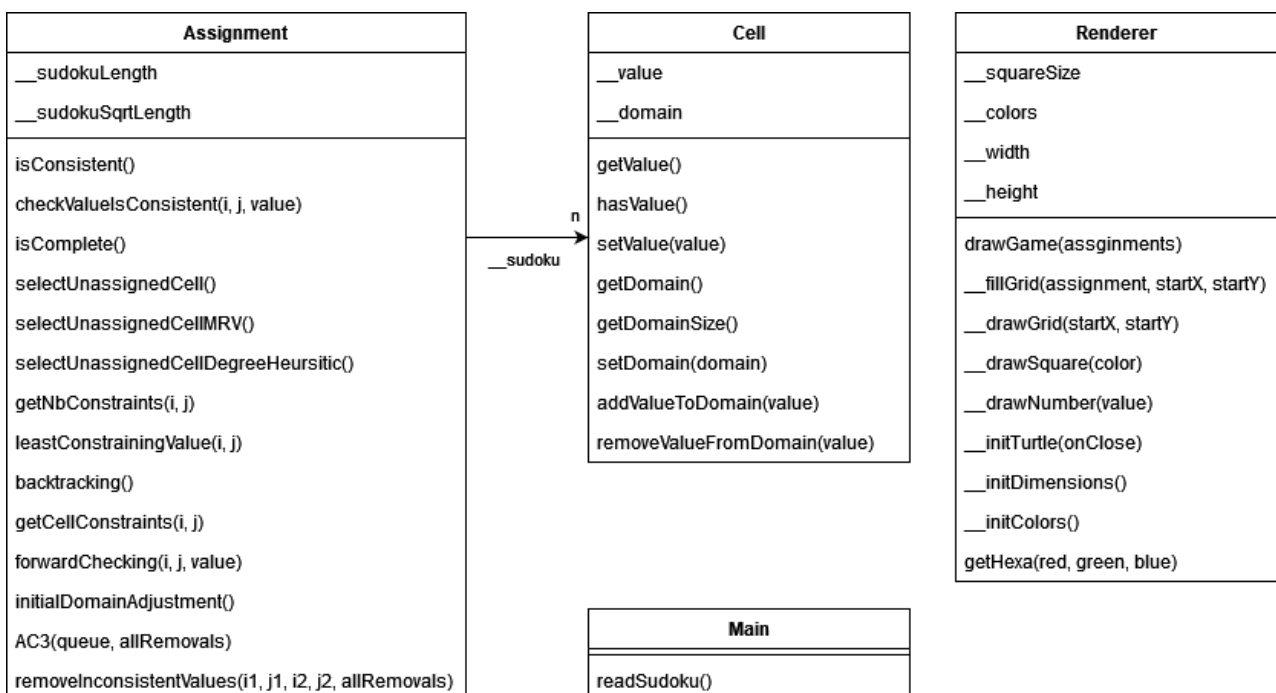 Assignment
__sudokuLength
__sudokuSqrtLength
isConsistent()
checkValueIsConsistent(i, j, value)
isComplete()
selectUnassignedCell()
selectUnassignedCellMRV()
selectUnassignedCellDegreeHeursitic()
getNbConstraints(i, j)
leastConstrainingValue(i, j)
backtracking()
getCellConstraints(i, j)
forwardChecking(i, j, value)
initialDomainAdjustment()
AC3(queue, allRemovals)
removeInconsistentValues(i1, j1, i2, j2, allRemovals)
n
__sudoku
Cell
__value
__domain
getValue()
hasValue()
setValue(value)
getDomain()
getDomainSize()
setDomain(domain)
addValueToDomain(value)
removeValueFromDomain(value)
Main
readSudoku()
Renderer
__squareSize
__colors
__width
__height
drawGame(assginments)
__fillGrid(assignment, startX, startY)
__drawGrid(startX, startY)
__drawSquare(color)
__drawNumber(value)
__initTurtle(onClose)
__initDimensions()
__initColors()
getHexa(red, green, blue)